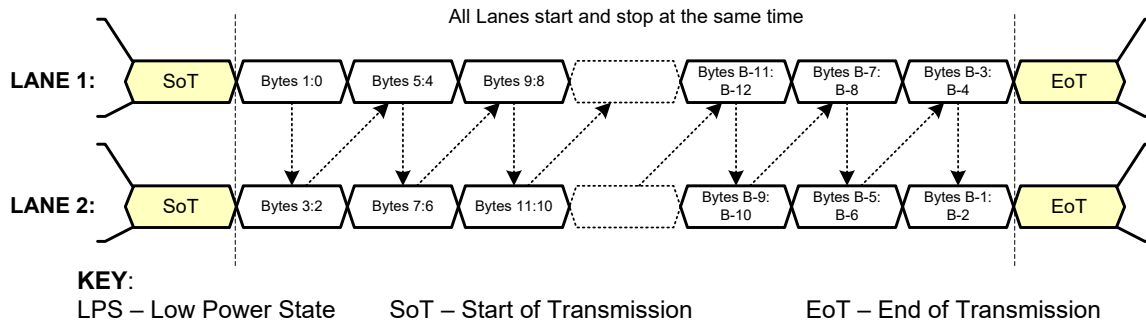 All Lanes start and stop at the same time
LANE 1:
SoT
Bytes 1:0
Bytes 5:4
Bytes 9:8
Bytes B-11:
B-12
Bytes B-7:
B-8
Bytes B-3:
B-4
EoT
LANE 2:
SoT
Bytes 3:2
Bytes 7:6
Bytes 11:10
Bytes B-9:
B-10
Bytes B-5:
B-6
Bytes B-1:
B-2
EoT
KEY:
LPS – Low Power State SoT – Start of Transmission EoT – End of Transmission